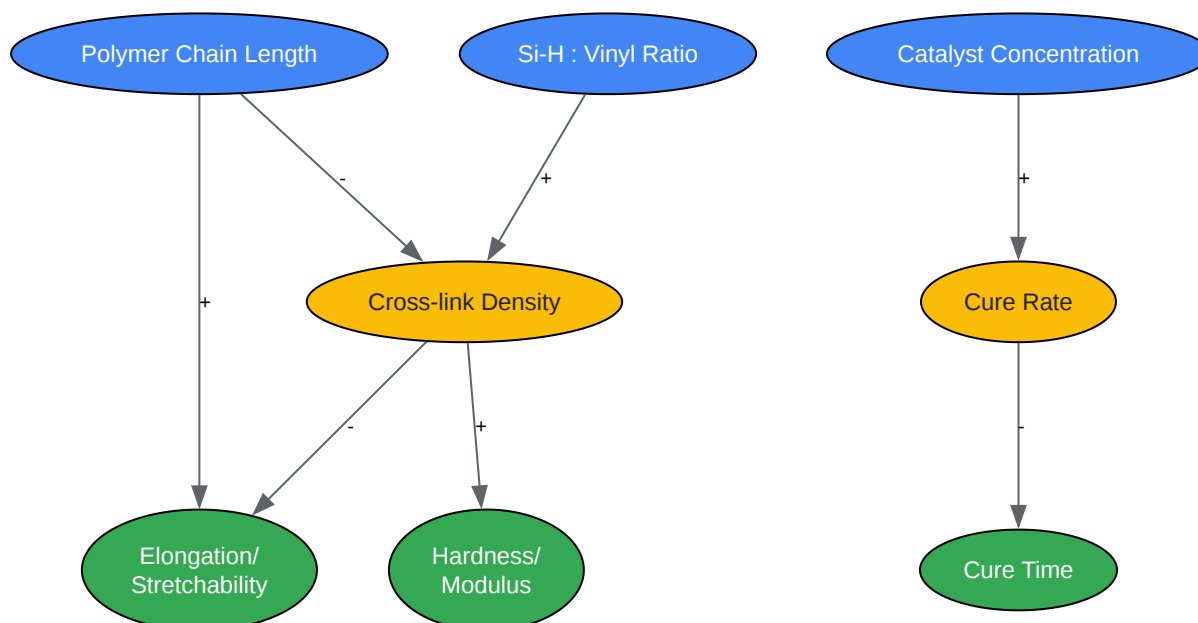 Polymer Chain Length
Si-H : Vinyl Ratio
Catalyst Concentration
-
+
+
Cross-link Density
Cure Rate
+
-
+
-
Elongation/
Stretchability
Hardness/
Modulus
Cure Time